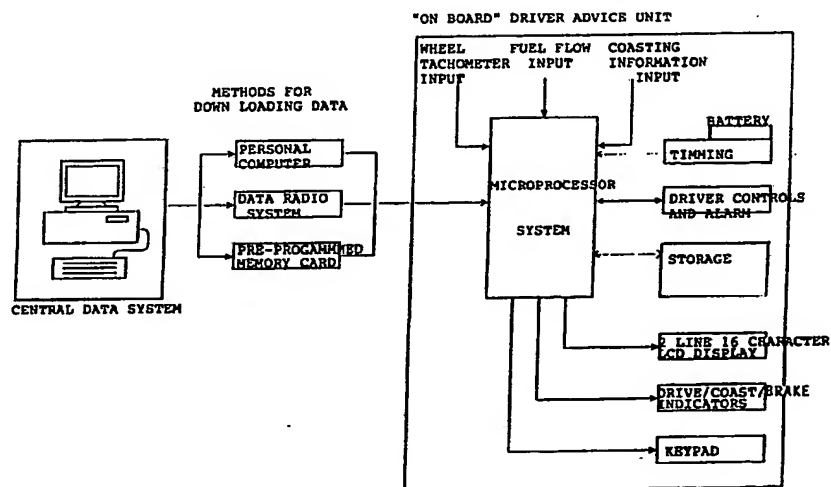 "ON BOARD" DRIVER ADVICE UNIT
WHEEL
TACHOMETER
INPUT
FUEL FLOW
INPUT
COASTING
INFORMATION
INPUT
METHODS FOR
DOWN LOADING DATA
PERSONAL
COMPUTER
DATA RADIO
SYSTEM
PRE-PROGAMMED
MEMORY CARD
CENTRAL DATA SYSTEM
MICROPROCESSOR
SYSTEM
BATTERY
TIMMING
DRIVER CONTROLS
AND ALARM
STORAGE
2 LINE 16 CHARACTER
LCD DISPLAY
DRIVE/COAST/BRAKE
INDICATORS
KEYPAD